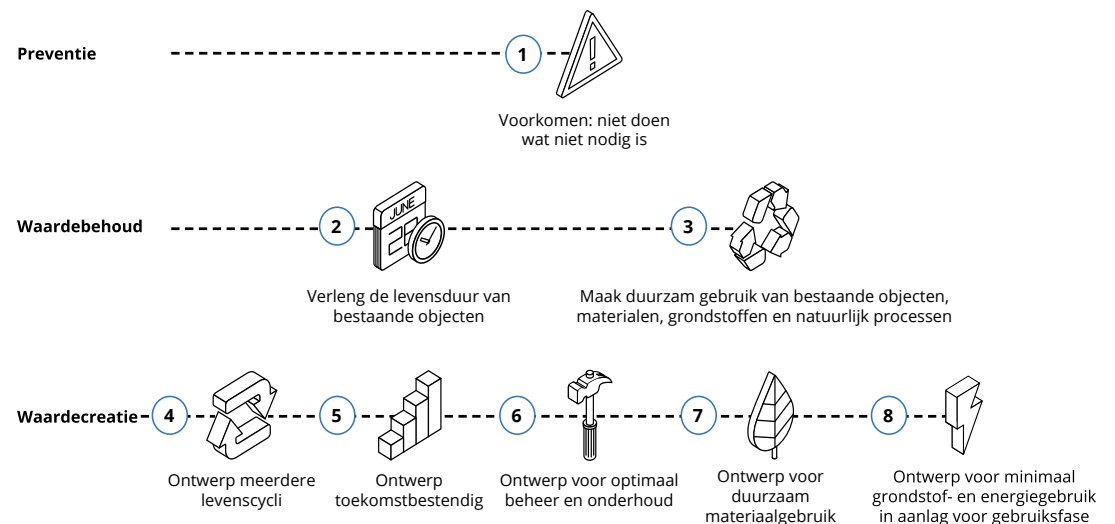 Preventie
1
Voorkomen: niet doen
wat niet nodig is
Waardebehoud
2
JUNE
3
Verleng de levensduur van
bestaande objecten
Maak duurzam gebruik van bestaande objecten,
materialen, grondstoffen en natuurlijk processen
Waardecreatie
4
5
6
7
8
Ontwerp meerdere
levenscycli
Ontwerp
toekomstbestendig
Ontwerp voor optimaal
beheer en onderhoud
Ontwerp voor
duurzaam
materiaalgebruik
Ontwerp voor minimaal
grondstof- en energiegebruik
in aanlag voor gebruiksfase